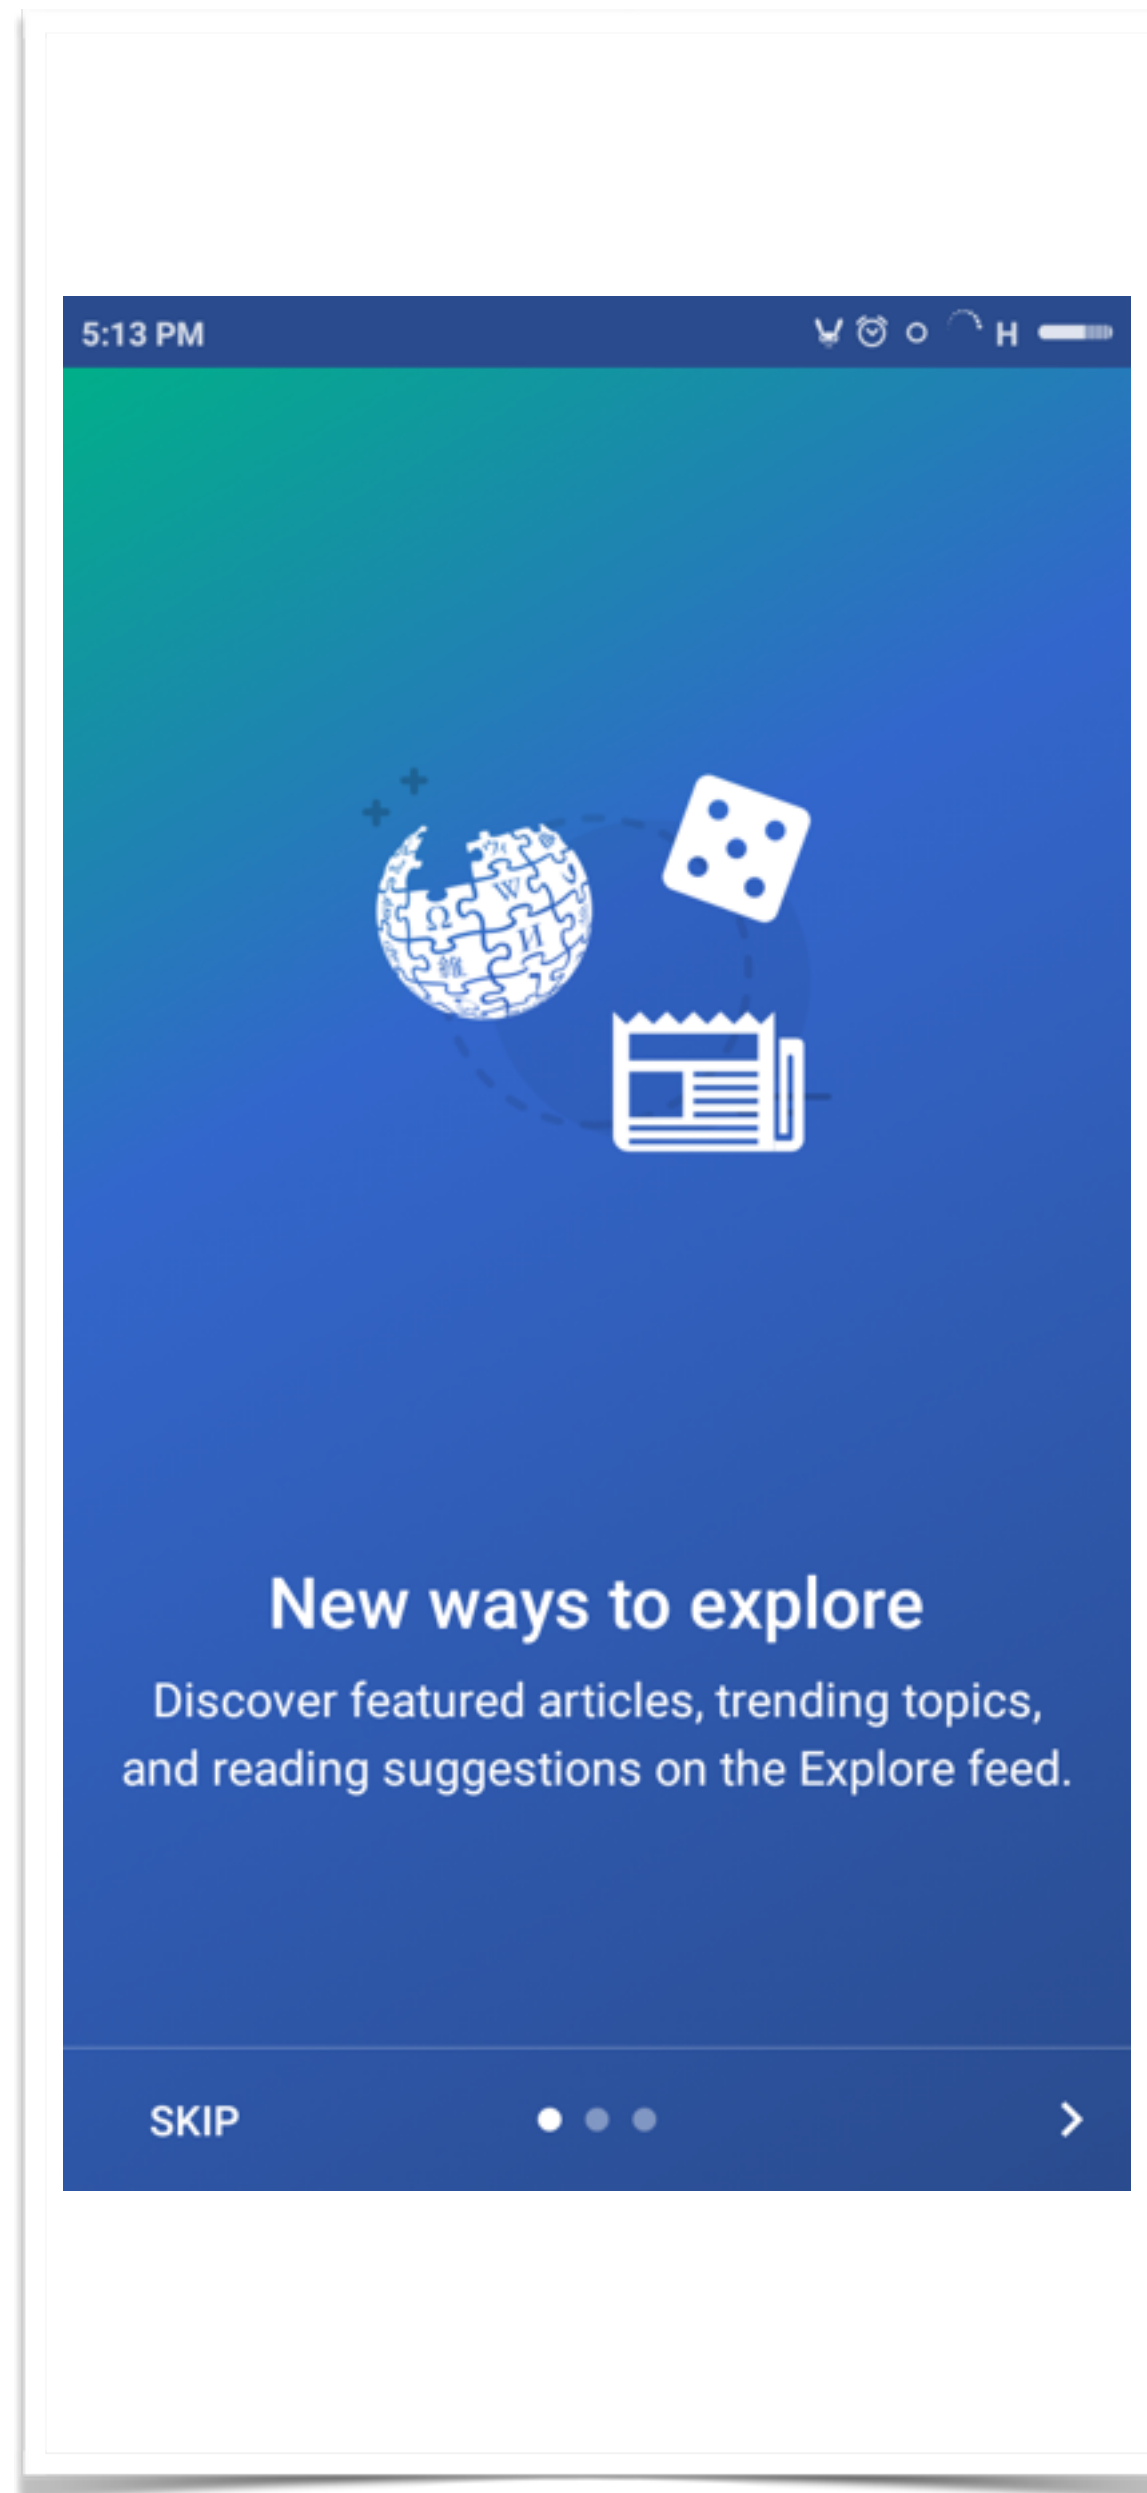 5:13 PM
H
Ω
W
И
維
New ways to explore
Discover featured articles, trending topics,
and reading suggestions on the Explore feed.
SKIP